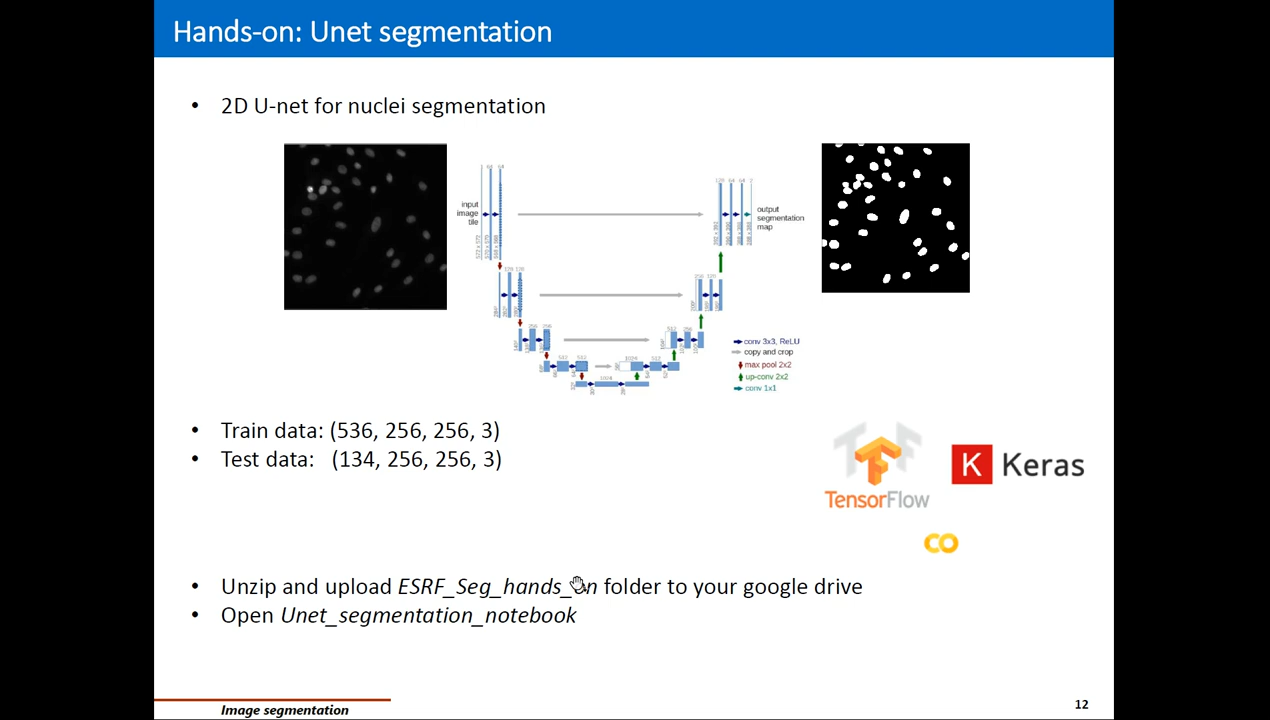 Hands-on: Unet segmentation
• 2D U-net for nuclei segmentation
input
image
tile
output
segmentation
map
conv 3x3, ReLU
copy and crop
max pool 2x2
up-conv 2x2
conv 1x1
• Train data: (536, 256, 256, 3)
• Test data: (134, 256, 256, 3)
TensorFlow
K Keras
• Unzip and upload ESRF_Seg_hands_on folder to your google drive
• Open Unet_segmentation_notebook
Image segmentation
12